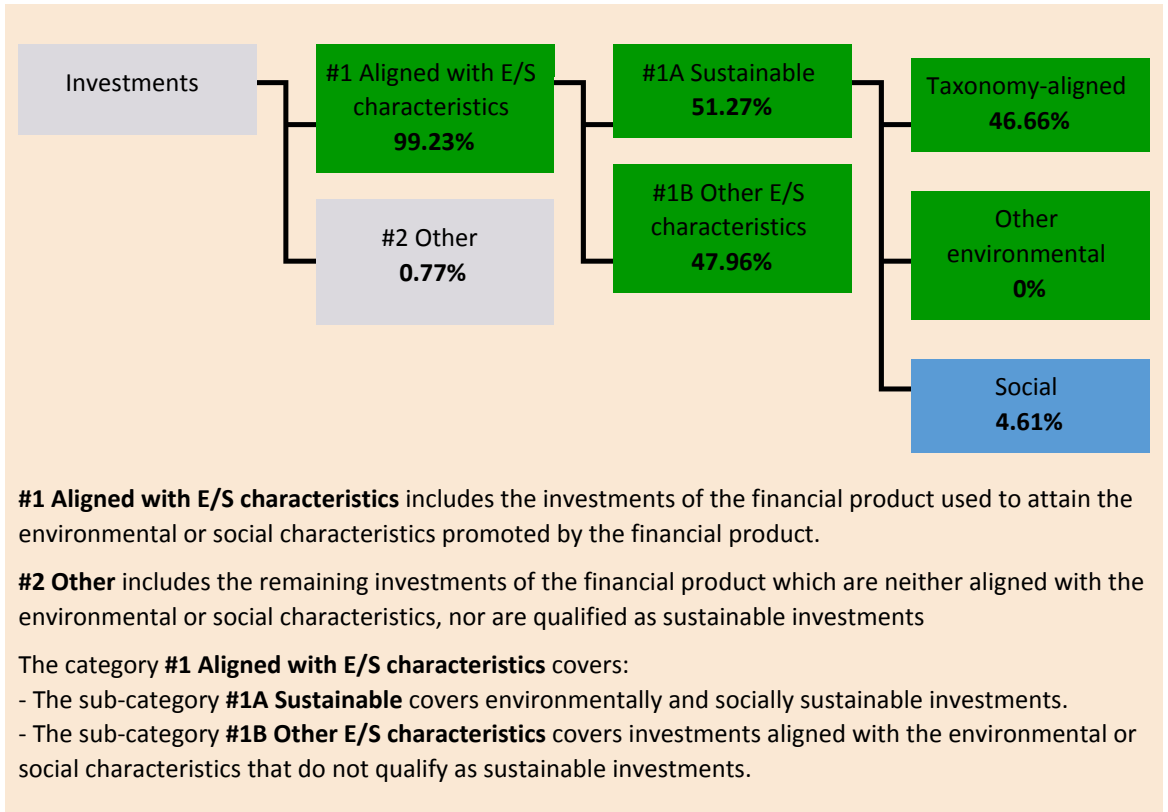 Investments
#1 Aligned with E/S
characteristics
99.23%
#2 Other
0.77%
#1A Sustainable
51.27%
#1B Other E/S
characteristics
47.96%
Taxonomy-aligned
46.66%
Other
environmental
0%
Social
4.61%
#1 Aligned with E/S characteristics includes the investments of the financial product used to attain the
environmental or social characteristics promoted by the financial product.
#2 Other includes the remaining investments of the financial product which are neither aligned with the
environmental or social characteristics, nor are qualified as sustainable investments
The category #1 Aligned with E/S characteristics covers:
- The sub-category #1A Sustainable covers environmentally and socially sustainable investments.
- The sub-category #1B Other E/S characteristics covers investments aligned with the environmental or
social characteristics that do not qualify as sustainable investments.